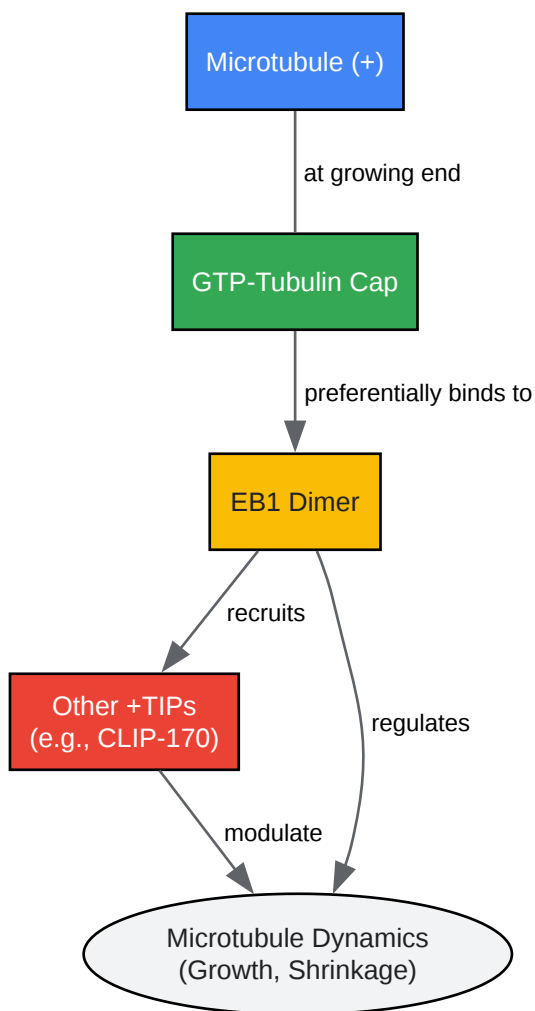 Microtubule (+)
at growing end
GTP-Tubulin Cap
preferentially binds to
EB1 Dimer
recruits
Other +TIPs
(e.g., CLIP-170)
regulates
modulate
Microtubule Dynamics
(Growth, Shrinkage)